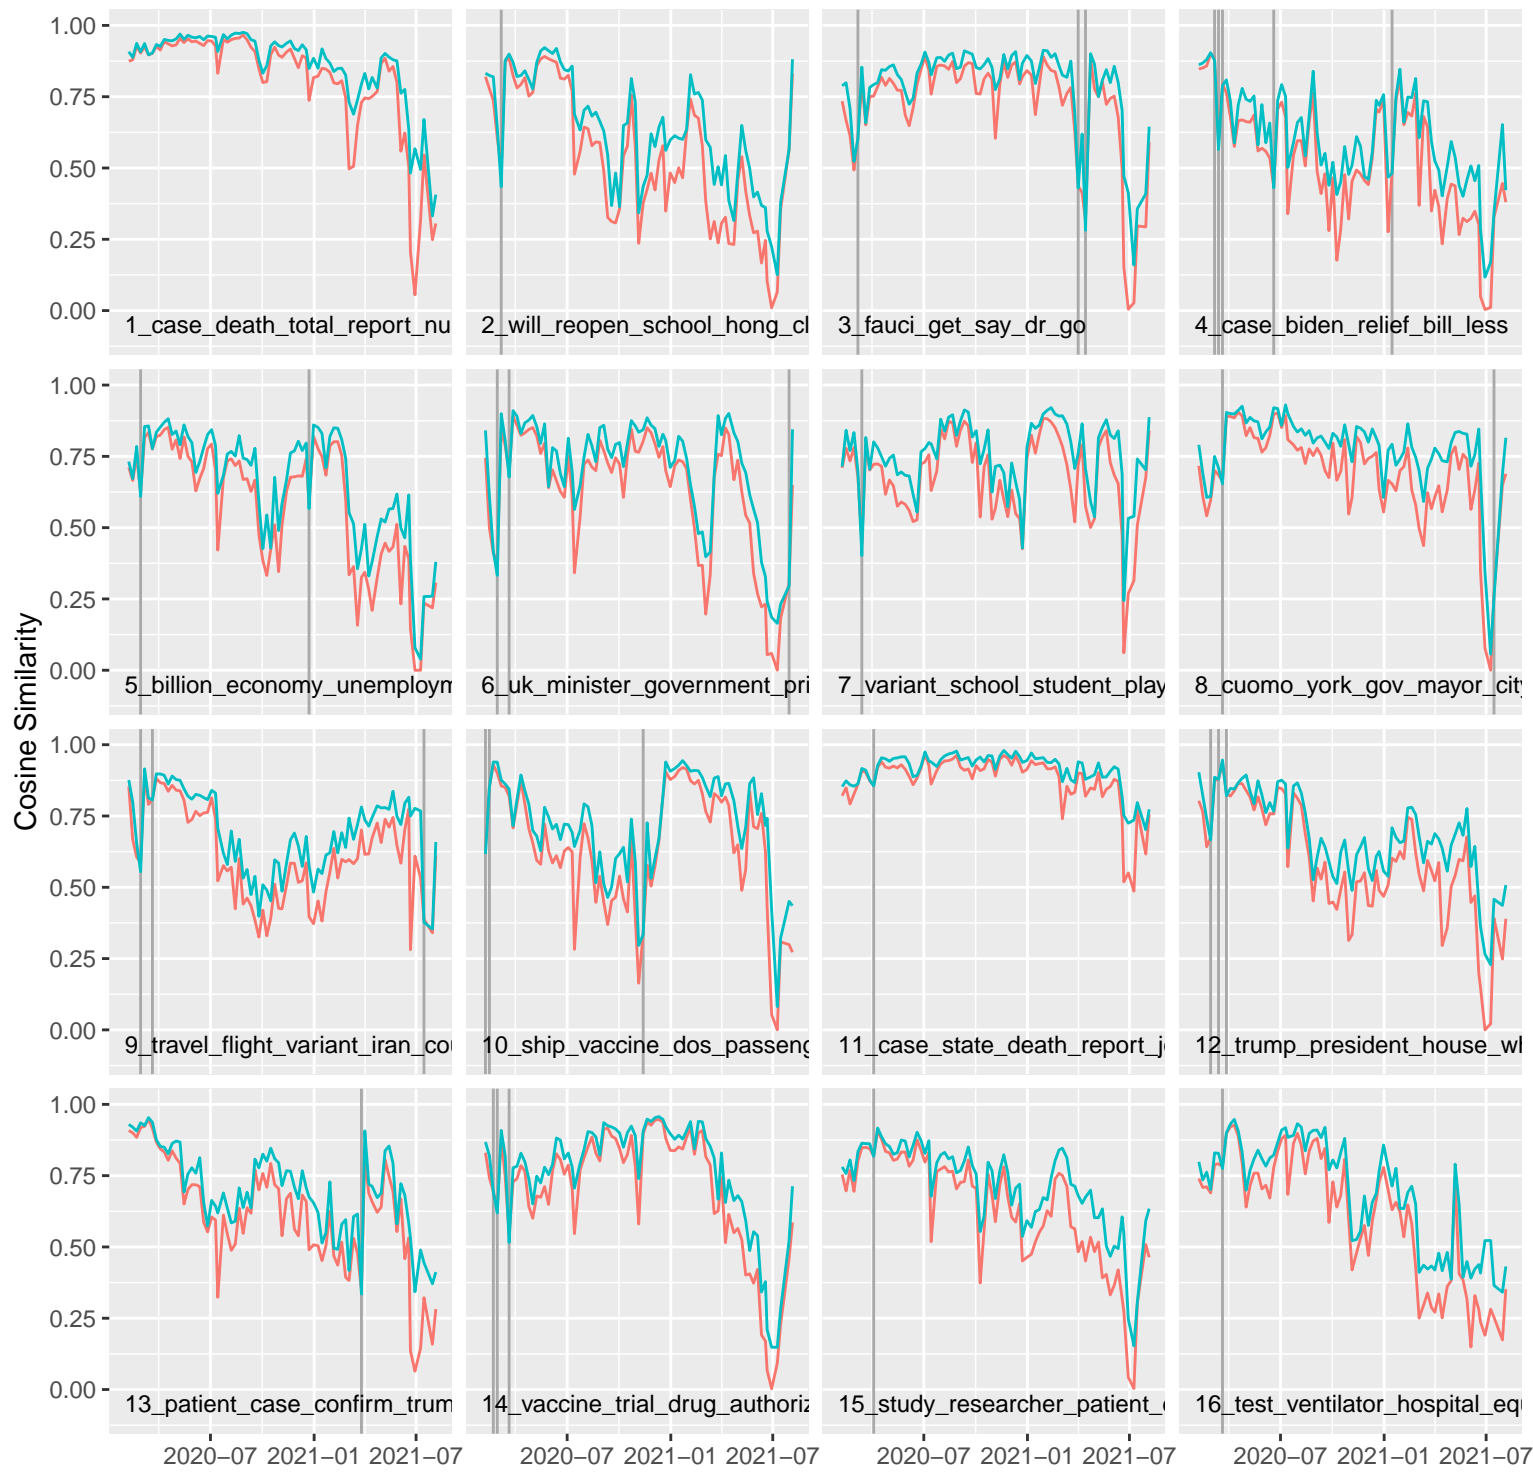 Cosine Similarity
1.00
0.75
0.50
0.25
0.00
1_case_death_total_report_nu
2_will_reopen_school_hong_cl
3_fauci_get_say_dr_go
4_case_biden_relief_bill_less
1.00
0.75
0.50
0.25
0.00
5_billion_economy_unemploym
6_uk_minister_government_pri
7_variant_school_student_play
8_cuomo_york_gov_mayor_city
1.00
0.75
0.50
0.25
0.00
9_travel_flight_variant_iran_cou
10_ship_vaccine_dos_passeng
11_case_state_death_report_j
12_trump_president_house_wh
1.00
0.75
0.50
0.25
0.00
13_patient_case_confirm_trum
14_vaccine_trial_drug_authoriz
15_study_researcher_patient_
16_test_ventilator_hospital_equ
2020−07 2021−01 2021−07
2020−07 2021−01 2021−07
2020−07 2021−01 2021−07
2020−07 2021−01 2021−07